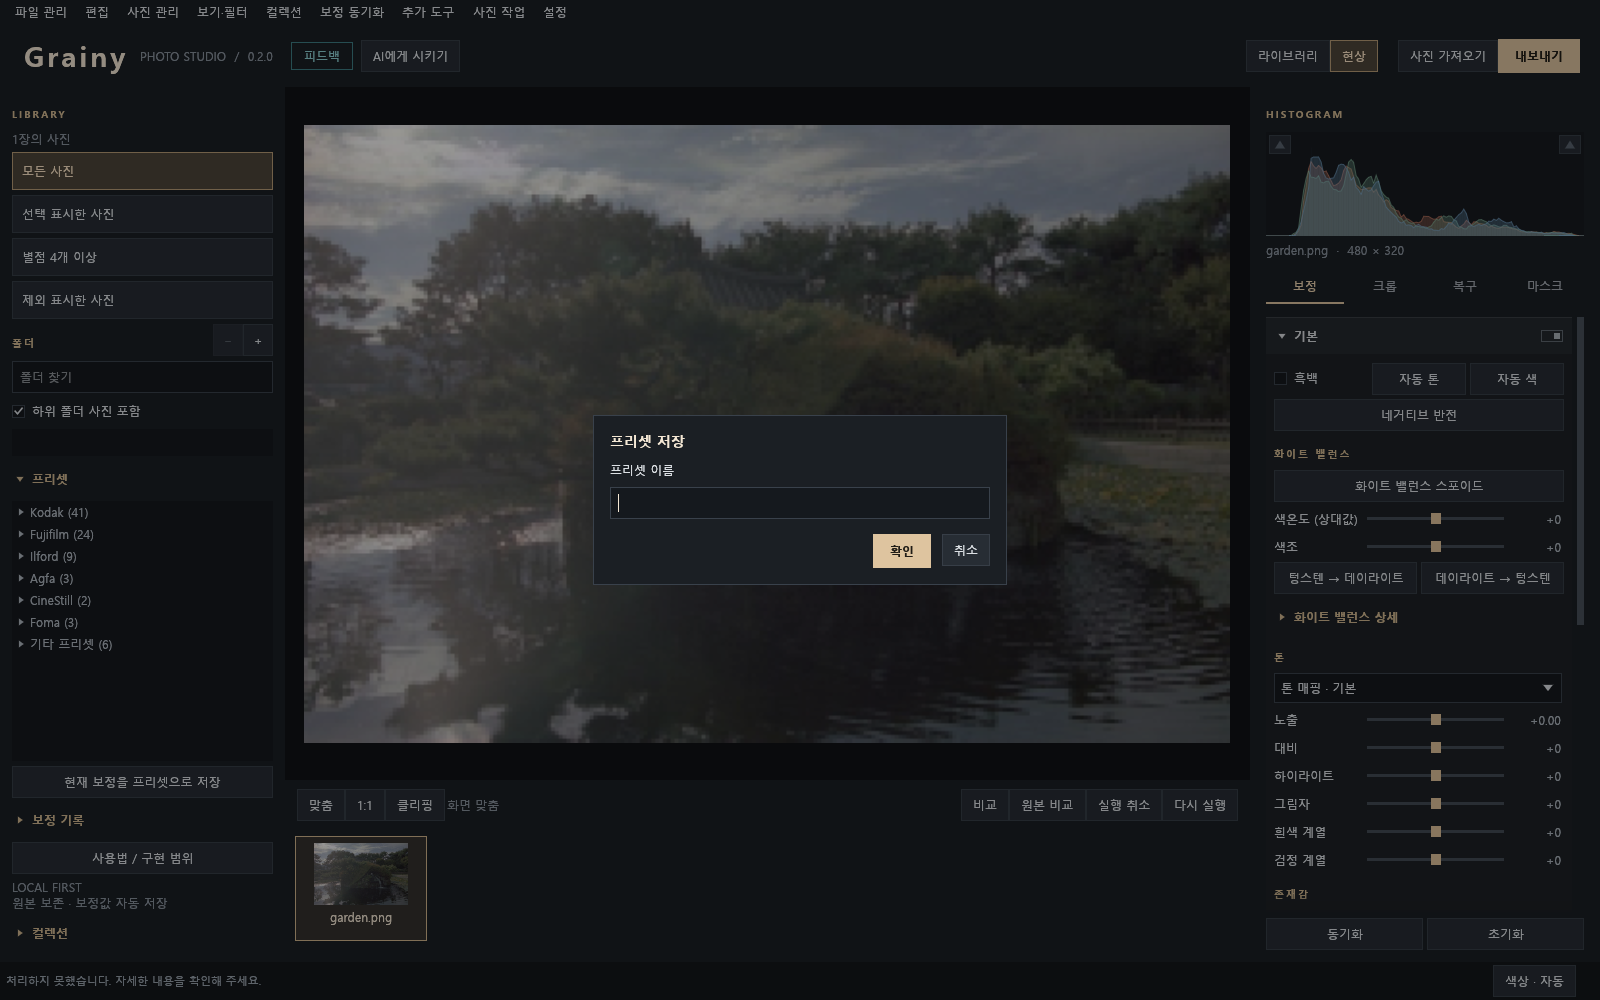 파일 관리 편집 사진 관리 보기·필터 컬렉션 보정 동기화 추가 도구 사진 작업 설정
Grainy PHOTO STUDIO / 0.2.0 피드백 AI에게 시키기 라이브러리 현상 사진 가져오기 내보내기
LIBRARY
1장의 사진
모든 사진
선택 표시한 사진
별점 4개 이상
제외 표시한 사진
폴더 − +
폴더 찾기
하위 폴더 사진 포함
프리셋
Kodak (41)
Fujifilm (24)
Ilford (9)
Agfa (3)
CineStill (2)
Foma (3)
기타 프리셋 (6)
현재 보정을 프리셋으로 저장
보정 기록
사용법 / 구현 범위
LOCAL FIRST
원본 보존 · 보정값 자동 저장
컬렉션
프리셋 저장
프리셋 이름
확인 취소
맞춤 1:1 클리핑 화면 맞춤 비교 원본 비교 실행 취소 다시 실행
garden.png
HISTOGRAM
garden.png · 480 × 320
보정 크롭 복구 마스크
기본
흑백 자동 톤 자동 색
네거티브 반전
화이트 밸런스
화이트 밸런스 스포이드
색온도 (상대값) +0
색조 +0
텅스텐 → 데이라이트 데이라이트 → 텅스텐
화이트 밸런스 상세
톤
톤 매핑 · 기본
노출 +0.00
대비 +0
하이라이트 +0
그림자 +0
흰색 계열 +0
검정 계열 +0
존재감
동기화 초기화
처리하지 못했습니다. 자세한 내용을 확인해 주세요. 색상 · 자동